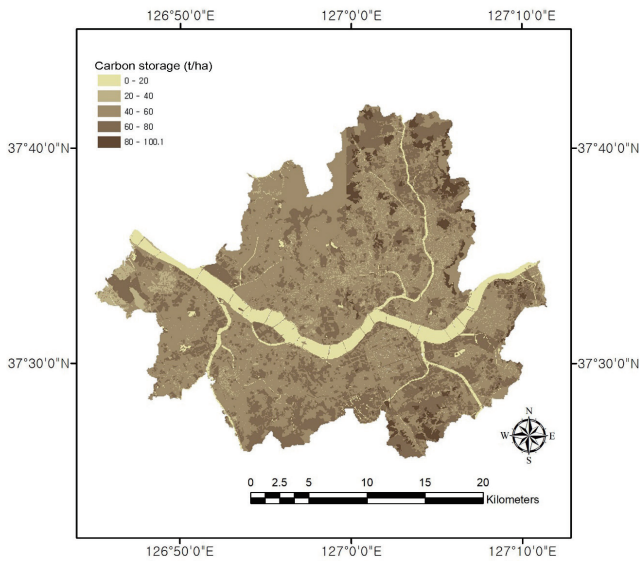 126°50'0"E 127°0'0"E 127°10'0"E
Carbon storage (t/ha)
0 - 20
20 - 40
40 - 60
60 - 80
80 - 100.1
37°40'0"N 37°40'0"N
37°30'0"N 37°30'0"N
N
W E
S
0 2.5 5 10 15 20
Kilometers
126°50'0"E 127°0'0"E 127°10'0"E